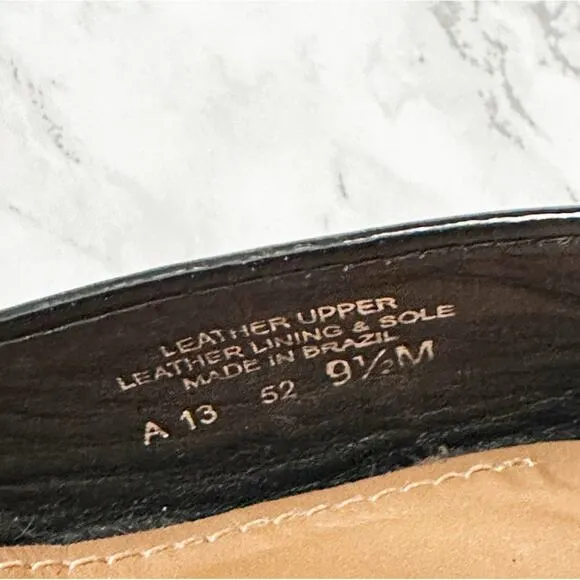 LEATHER UPPER
LEATHER LINING & SOLE
MADE IN BRAZIL
A 13 52 9½M